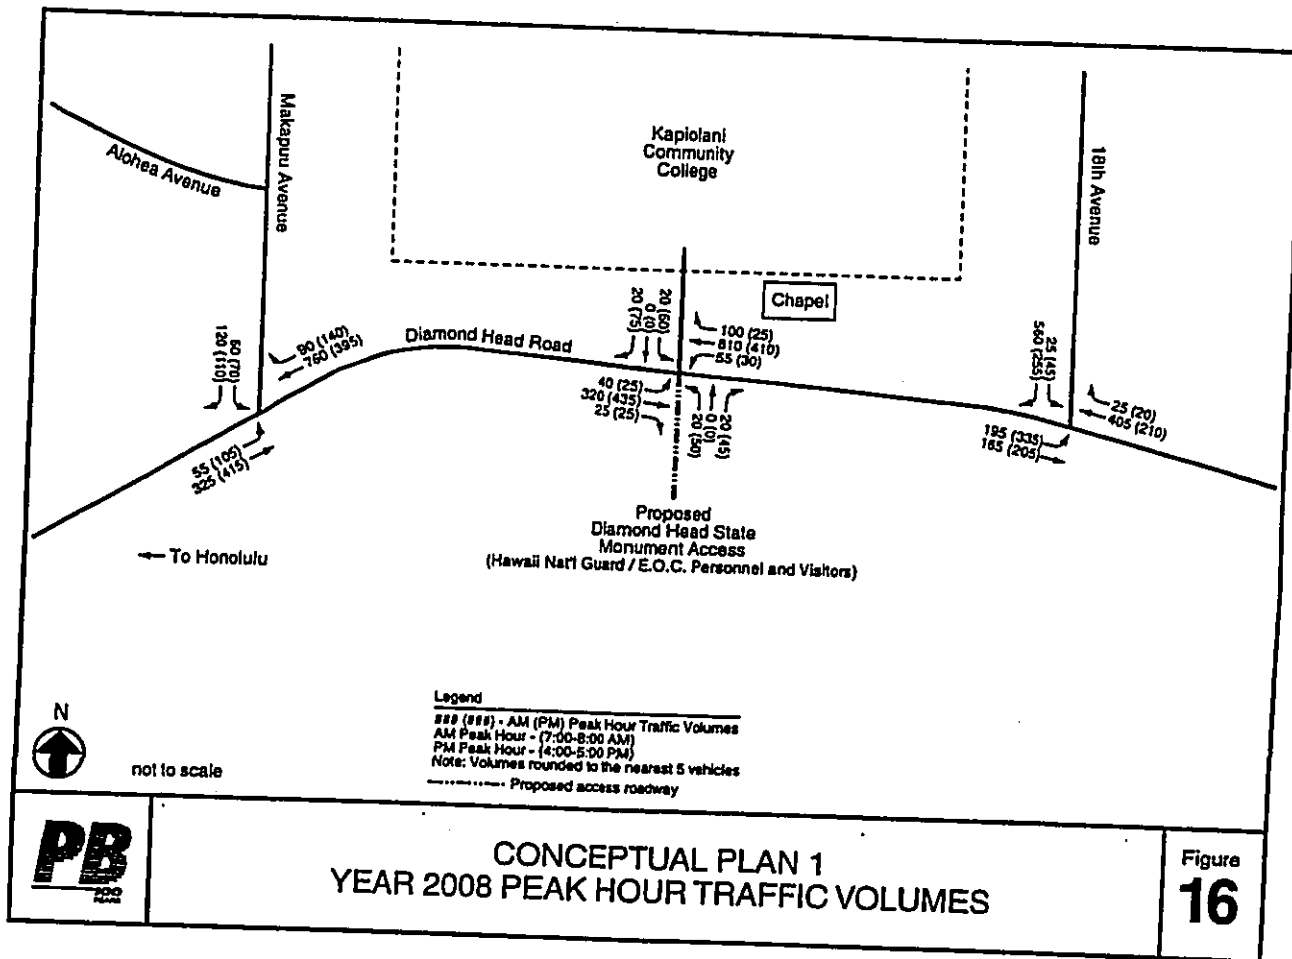 Makapuu Avenue
Alohea Avenue
Kapiolani
Community
College
18th Avenue
Chapel
Diamond Head Road
90 (140)
760 (395)
60 (70)
120 (110)
55 (105)
325 (415)
20 (60)
0 (0)
20 (75)
100 (25)
810 (410)
55 (30)
40 (25)
320 (435)
25 (25)
20 (50)
0 (0)
20 (45)
25 (45)
560 (255)
25 (20)
405 (210)
195 (335)
165 (205)
Proposed
Diamond Head State
Monument Access
(Hawaii Nat'l Guard / E.O.C. Personnel and Visitors)
To Honolulu
N
not to scale
Legend
### (###) - AM (PM) Peak Hour Traffic Volumes
AM Peak Hour - (7:00-8:00 AM)
PM Peak Hour - (4:00-5:00 PM)
Note: Volumes rounded to the nearest 5 vehicles
Proposed access roadway
PB
CONCEPTUAL PLAN 1
YEAR 2008 PEAK HOUR TRAFFIC VOLUMES
Figure
16